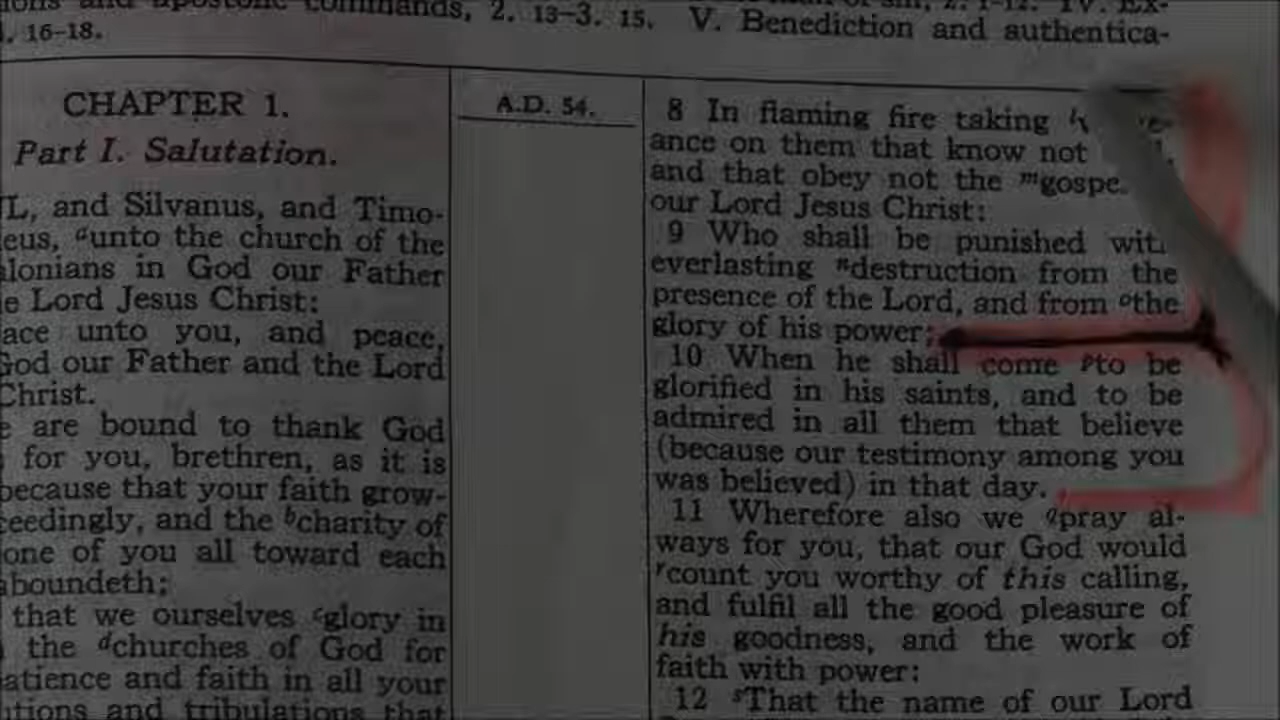 and apostolic commands, 2. 13–3. 15. V. Benediction and authentica-
16–18.
CHAPTER 1.
Part I. Salutation.
L, and Silvanus, and Timo-
eus, ᵃunto the church of the
lonians in God our Father
e Lord Jesus Christ:
ace unto you, and peace,
God our Father and the Lord
Christ.
e are bound to thank God
for you, brethren, as it is
because that your faith grow-
ceedingly, and the ᵇcharity of
one of you all toward each
aboundeth;
that we ourselves ᶜglory in
the ᵈchurches of God for
atience and faith in all your
utions and tribulations that
A.D. 54.
8 In flaming fire taking
ance on them that know not
and that obey not the ᵐgospe
our Lord Jesus Christ:
9 Who shall be punished with
everlasting ⁿdestruction from the
presence of the Lord, and from ᵒthe
glory of his power;
10 When he shall come ᵖto be
glorified in his saints, and to be
admired in all them that believe
(because our testimony among you
was believed) in that day.
11 Wherefore also we qpray al-
ways for you, that our God would
ʳcount you worthy of this calling,
and fulfil all the good pleasure of
his goodness, and the work of
faith with power:
12 ˢThat the name of our Lord